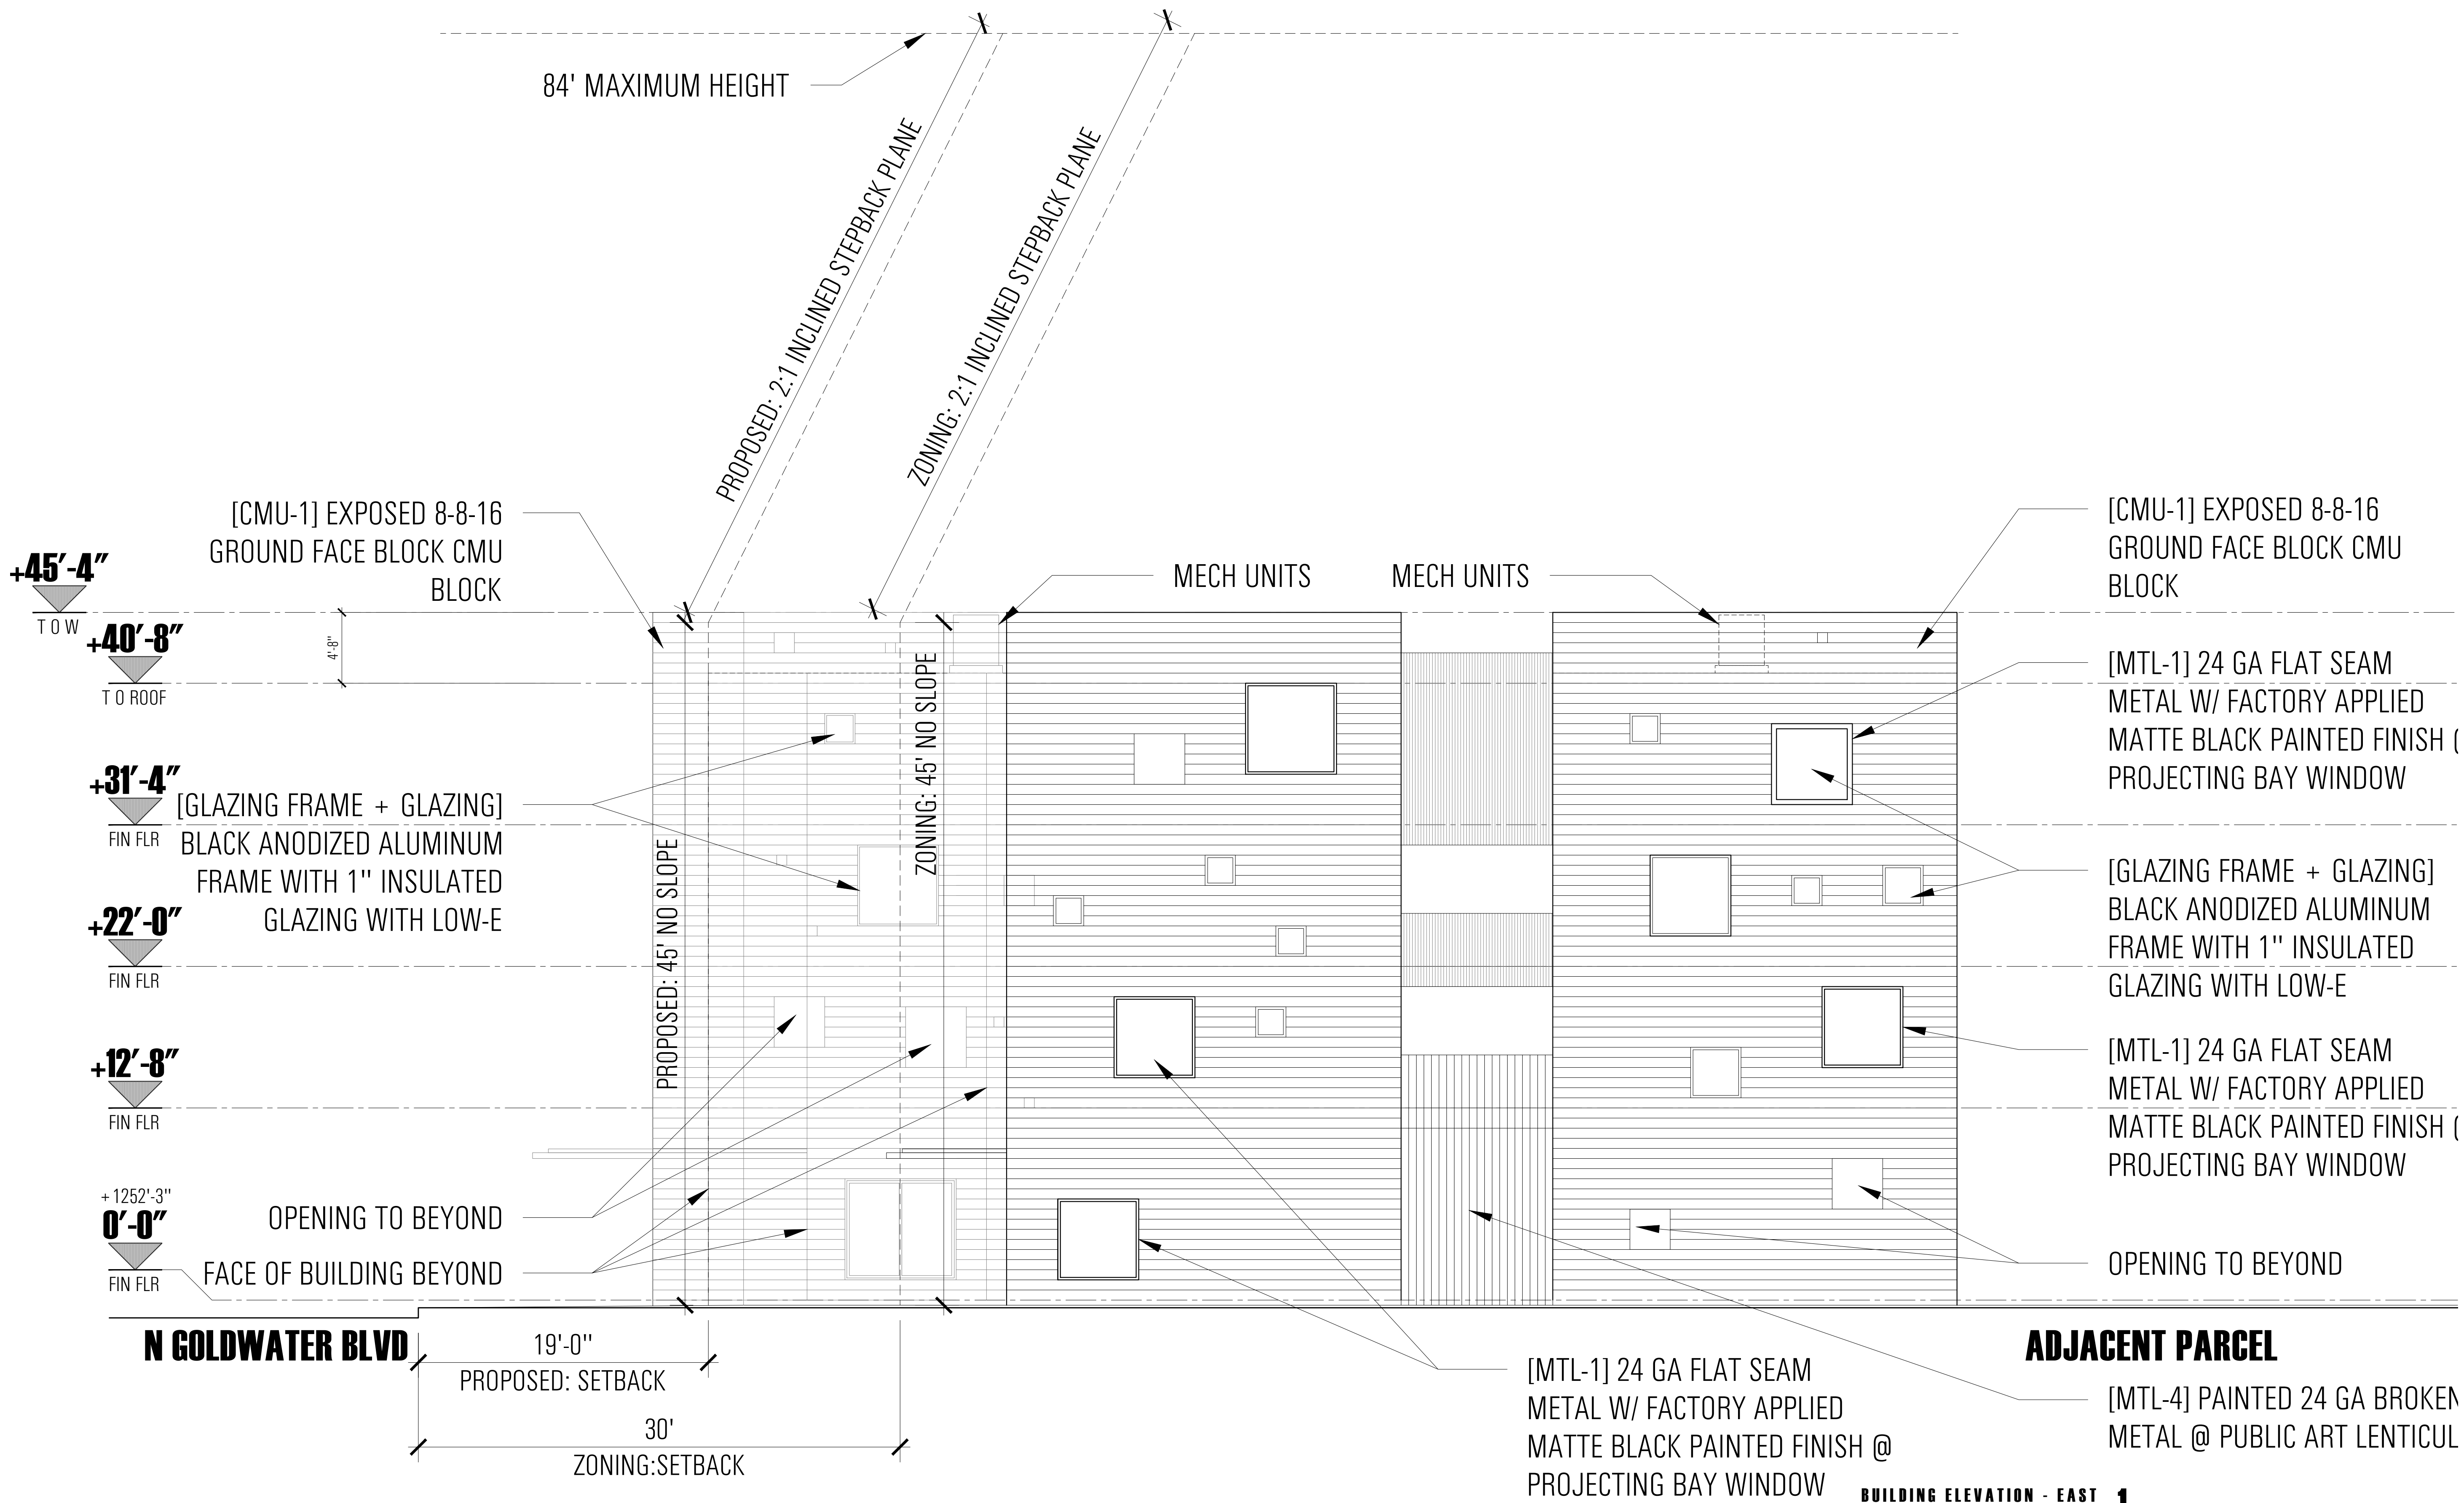 84' MAXIMUM HEIGHT
PROPOSED: 2:1 INCLINED STEPBACK PLANE
ZONING: 2:1 INCLINED STEPBACK PLANE
[CMU-1] EXPOSED 8-8-16
GROUND FACE BLOCK CMU
BLOCK
+45'-4"
T O W
+40'-8"
T O ROOF
4'-8"
+31'-4"
FIN FLR
[GLAZING FRAME + GLAZING]
BLACK ANODIZED ALUMINUM
FRAME WITH 1" INSULATED
GLAZING WITH LOW-E
+22'-0"
FIN FLR
+12'-8"
FIN FLR
+1252'-3"
0'-0"
FIN FLR
OPENING TO BEYOND
FACE OF BUILDING BEYOND
PROPOSED: 45' NO SLOPE
ZONING: 45' NO SLOPE
MECH UNITS
MECH UNITS
[CMU-1] EXPOSED 8-8-16
GROUND FACE BLOCK CMU
BLOCK
[MTL-1] 24 GA FLAT SEAM
METAL W/ FACTORY APPLIED
MATTE BLACK PAINTED FINISH
PROJECTING BAY WINDOW
[GLAZING FRAME + GLAZING]
BLACK ANODIZED ALUMINUM
FRAME WITH 1" INSULATED
GLAZING WITH LOW-E
[MTL-1] 24 GA FLAT SEAM
METAL W/ FACTORY APPLIED
MATTE BLACK PAINTED FINISH
PROJECTING BAY WINDOW
OPENING TO BEYOND
N GOLDWATER BLVD
19'-0"
PROPOSED: SETBACK
30'
ZONING:SETBACK
[MTL-1] 24 GA FLAT SEAM
METAL W/ FACTORY APPLIED
MATTE BLACK PAINTED FINISH @
PROJECTING BAY WINDOW
ADJACENT PARCEL
[MTL-4] PAINTED 24 GA BROKEN
METAL @ PUBLIC ART LENTICUL
BUILDING ELEVATION - EAST 1